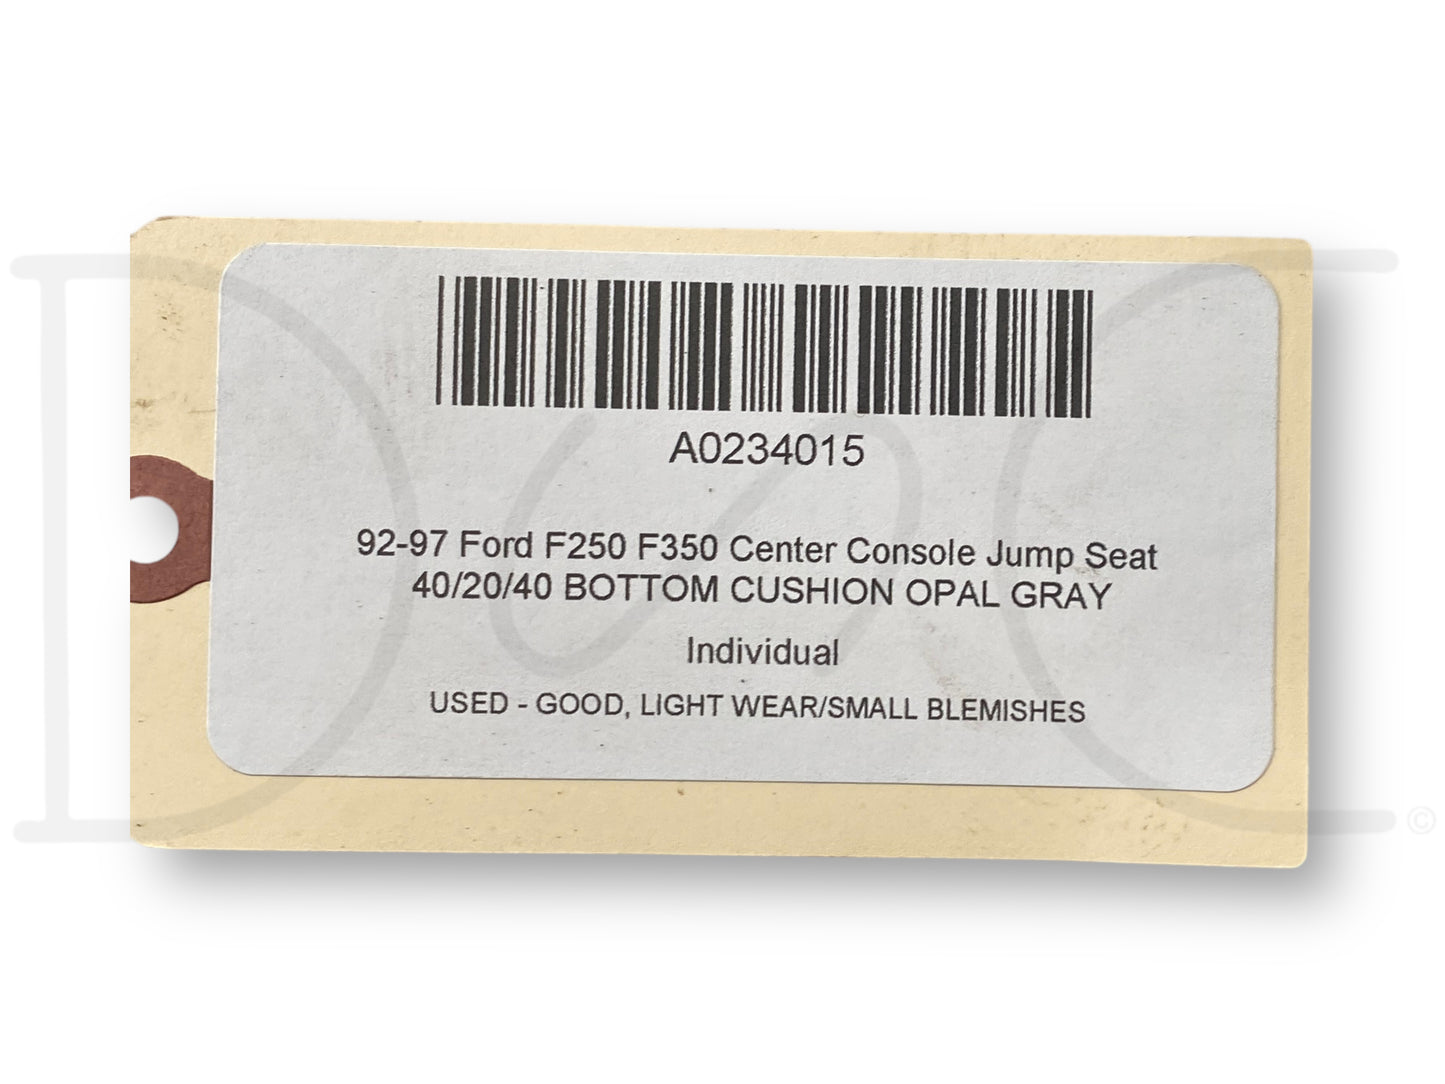 A0234015
92-97 Ford F250 F350 Center Console Jump Seat
40/20/40 BOTTOM CUSHION OPAL GRAY
Individual
USED - GOOD, LIGHT WEAR/SMALL BLEMISHES
©